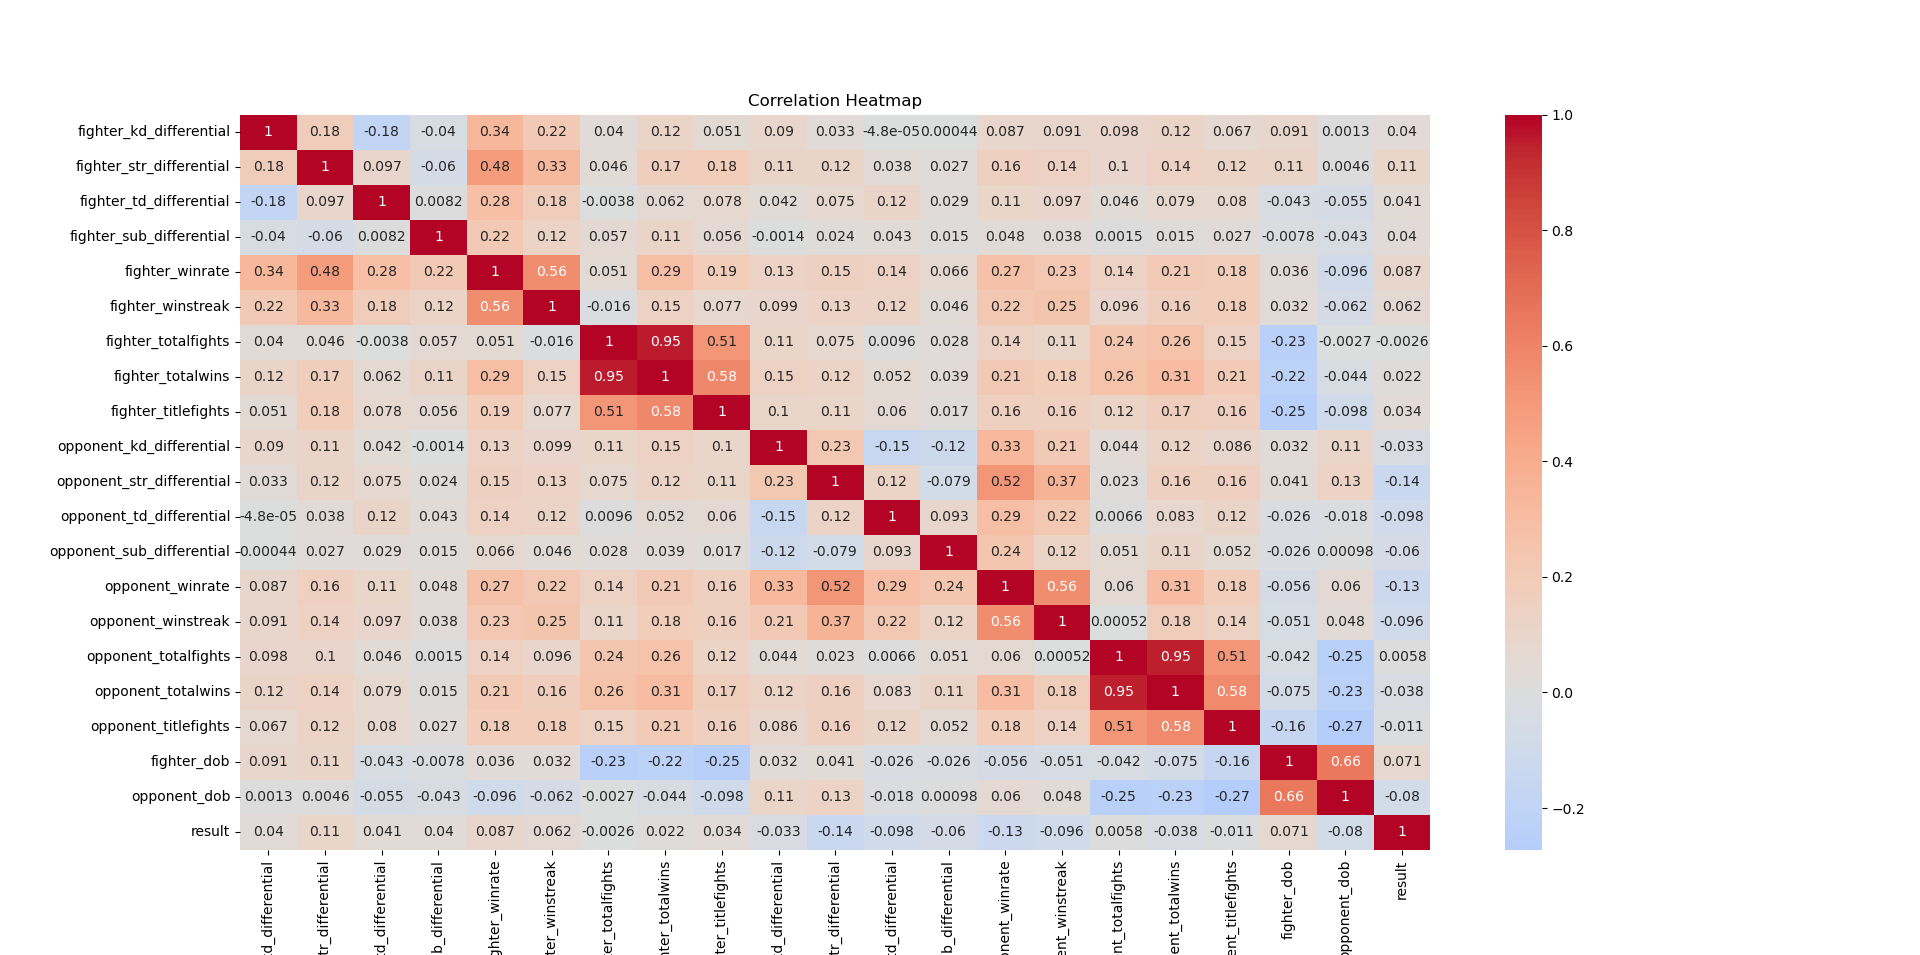 Correlation Heatmap
fighter_kd_differential 1 0.18 -0.18 -0.04 0.34 0.22 0.04 0.12 0.051 0.09 0.033 -4.8e-05 0.00044 0.087 0.091 0.098 0.12 0.067 0.091 0.0013 0.04
fighter_str_differential 0.18 1 0.097 -0.06 0.48 0.33 0.046 0.17 0.18 0.11 0.12 0.038 0.027 0.16 0.14 0.1 0.14 0.12 0.11 0.0046 0.11
fighter_td_differential -0.18 0.097 1 0.0082 0.28 0.18 -0.0038 0.062 0.078 0.042 0.075 0.12 0.029 0.11 0.097 0.046 0.079 0.08 -0.043 -0.055 0.041
fighter_sub_differential -0.04 -0.06 0.0082 1 0.22 0.12 0.057 0.11 0.056 -0.0014 0.024 0.043 0.015 0.048 0.038 0.0015 0.015 0.027 -0.0078 -0.043 0.04
fighter_winrate 0.34 0.48 0.28 0.22 1 0.56 0.051 0.29 0.19 0.13 0.15 0.14 0.066 0.27 0.23 0.14 0.21 0.18 0.036 -0.096 0.087
fighter_winstreak 0.22 0.33 0.18 0.12 0.56 1 -0.016 0.15 0.077 0.099 0.13 0.12 0.046 0.22 0.25 0.096 0.16 0.18 0.032 -0.062 0.062
fighter_totalfights 0.04 0.046 -0.0038 0.057 0.051 -0.016 1 0.95 0.51 0.11 0.075 0.0096 0.028 0.14 0.11 0.24 0.26 0.15 -0.23 -0.0027 -0.0026
fighter_totalwins 0.12 0.17 0.062 0.11 0.29 0.15 0.95 1 0.58 0.15 0.12 0.052 0.039 0.21 0.18 0.26 0.31 0.21 -0.22 -0.044 0.022
fighter_titlefights 0.051 0.18 0.078 0.056 0.19 0.077 0.51 0.58 1 0.1 0.11 0.06 0.017 0.16 0.16 0.12 0.17 0.16 -0.25 -0.098 0.034
opponent_kd_differential 0.09 0.11 0.042 -0.0014 0.13 0.099 0.11 0.15 0.1 1 0.23 -0.15 -0.12 0.33 0.21 0.044 0.12 0.086 0.032 0.11 -0.033
opponent_str_differential 0.033 0.12 0.075 0.024 0.15 0.13 0.075 0.12 0.11 0.23 1 0.12 -0.079 0.52 0.37 0.023 0.16 0.16 0.041 0.13 -0.14
opponent_td_differential -4.8e-05 0.038 0.12 0.043 0.14 0.12 0.0096 0.052 0.06 -0.15 0.12 1 0.093 0.29 0.22 0.0066 0.083 0.12 -0.026 -0.018 -0.098
opponent_sub_differential 0.00044 0.027 0.029 0.015 0.066 0.046 0.028 0.039 0.017 -0.12 -0.079 0.093 1 0.24 0.12 0.051 0.11 0.052 -0.026 0.00098 -0.06
opponent_winrate 0.087 0.16 0.11 0.048 0.27 0.22 0.14 0.21 0.16 0.33 0.52 0.29 0.24 1 0.56 0.06 0.31 0.18 -0.056 0.06 -0.13
opponent_winstreak 0.091 0.14 0.097 0.038 0.23 0.25 0.11 0.18 0.16 0.21 0.37 0.22 0.12 0.56 1 0.00052 0.18 0.14 -0.051 0.048 -0.096
opponent_totalfights 0.098 0.1 0.046 0.0015 0.14 0.096 0.24 0.26 0.12 0.044 0.023 0.0066 0.051 0.06 0.00052 1 0.95 0.51 -0.042 -0.25 0.0058
opponent_totalwins 0.12 0.14 0.079 0.015 0.21 0.16 0.26 0.31 0.17 0.12 0.16 0.083 0.11 0.31 0.18 0.95 1 0.58 -0.075 -0.23 -0.038
opponent_titlefights 0.067 0.12 0.08 0.027 0.18 0.18 0.15 0.21 0.16 0.086 0.16 0.12 0.052 0.18 0.14 0.51 0.58 1 -0.16 -0.27 -0.011
fighter_dob 0.091 0.11 -0.043 -0.0078 0.036 0.032 -0.23 -0.22 -0.25 0.032 0.041 -0.026 -0.026 -0.056 -0.051 -0.042 -0.075 -0.16 1 0.66 0.071
opponent_dob 0.0013 0.0046 -0.055 -0.043 -0.096 -0.062 -0.0027 -0.044 -0.098 0.11 0.13 -0.018 0.00098 0.06 0.048 -0.25 -0.23 -0.27 0.66 1 -0.08
result 0.04 0.11 0.041 0.04 0.087 0.062 -0.0026 0.022 0.034 -0.033 -0.14 -0.098 -0.06 -0.13 -0.096 0.0058 -0.038 -0.011 0.071 -0.08 1
d_differential
tr_differential
td_differential
b_differential
ghter_winrate
ter_winstreak
er_totalfights
hter_totalwins
ter_titlefights
d_differential
tr_differential
td_differential
b_differential
onent_winrate
ent_winstreak
nt_totalfights
ent_totalwins
ent_titlefights
fighter_dob
opponent_dob
result
1.0
0.8
0.6
0.4
0.2
0.0
−0.2